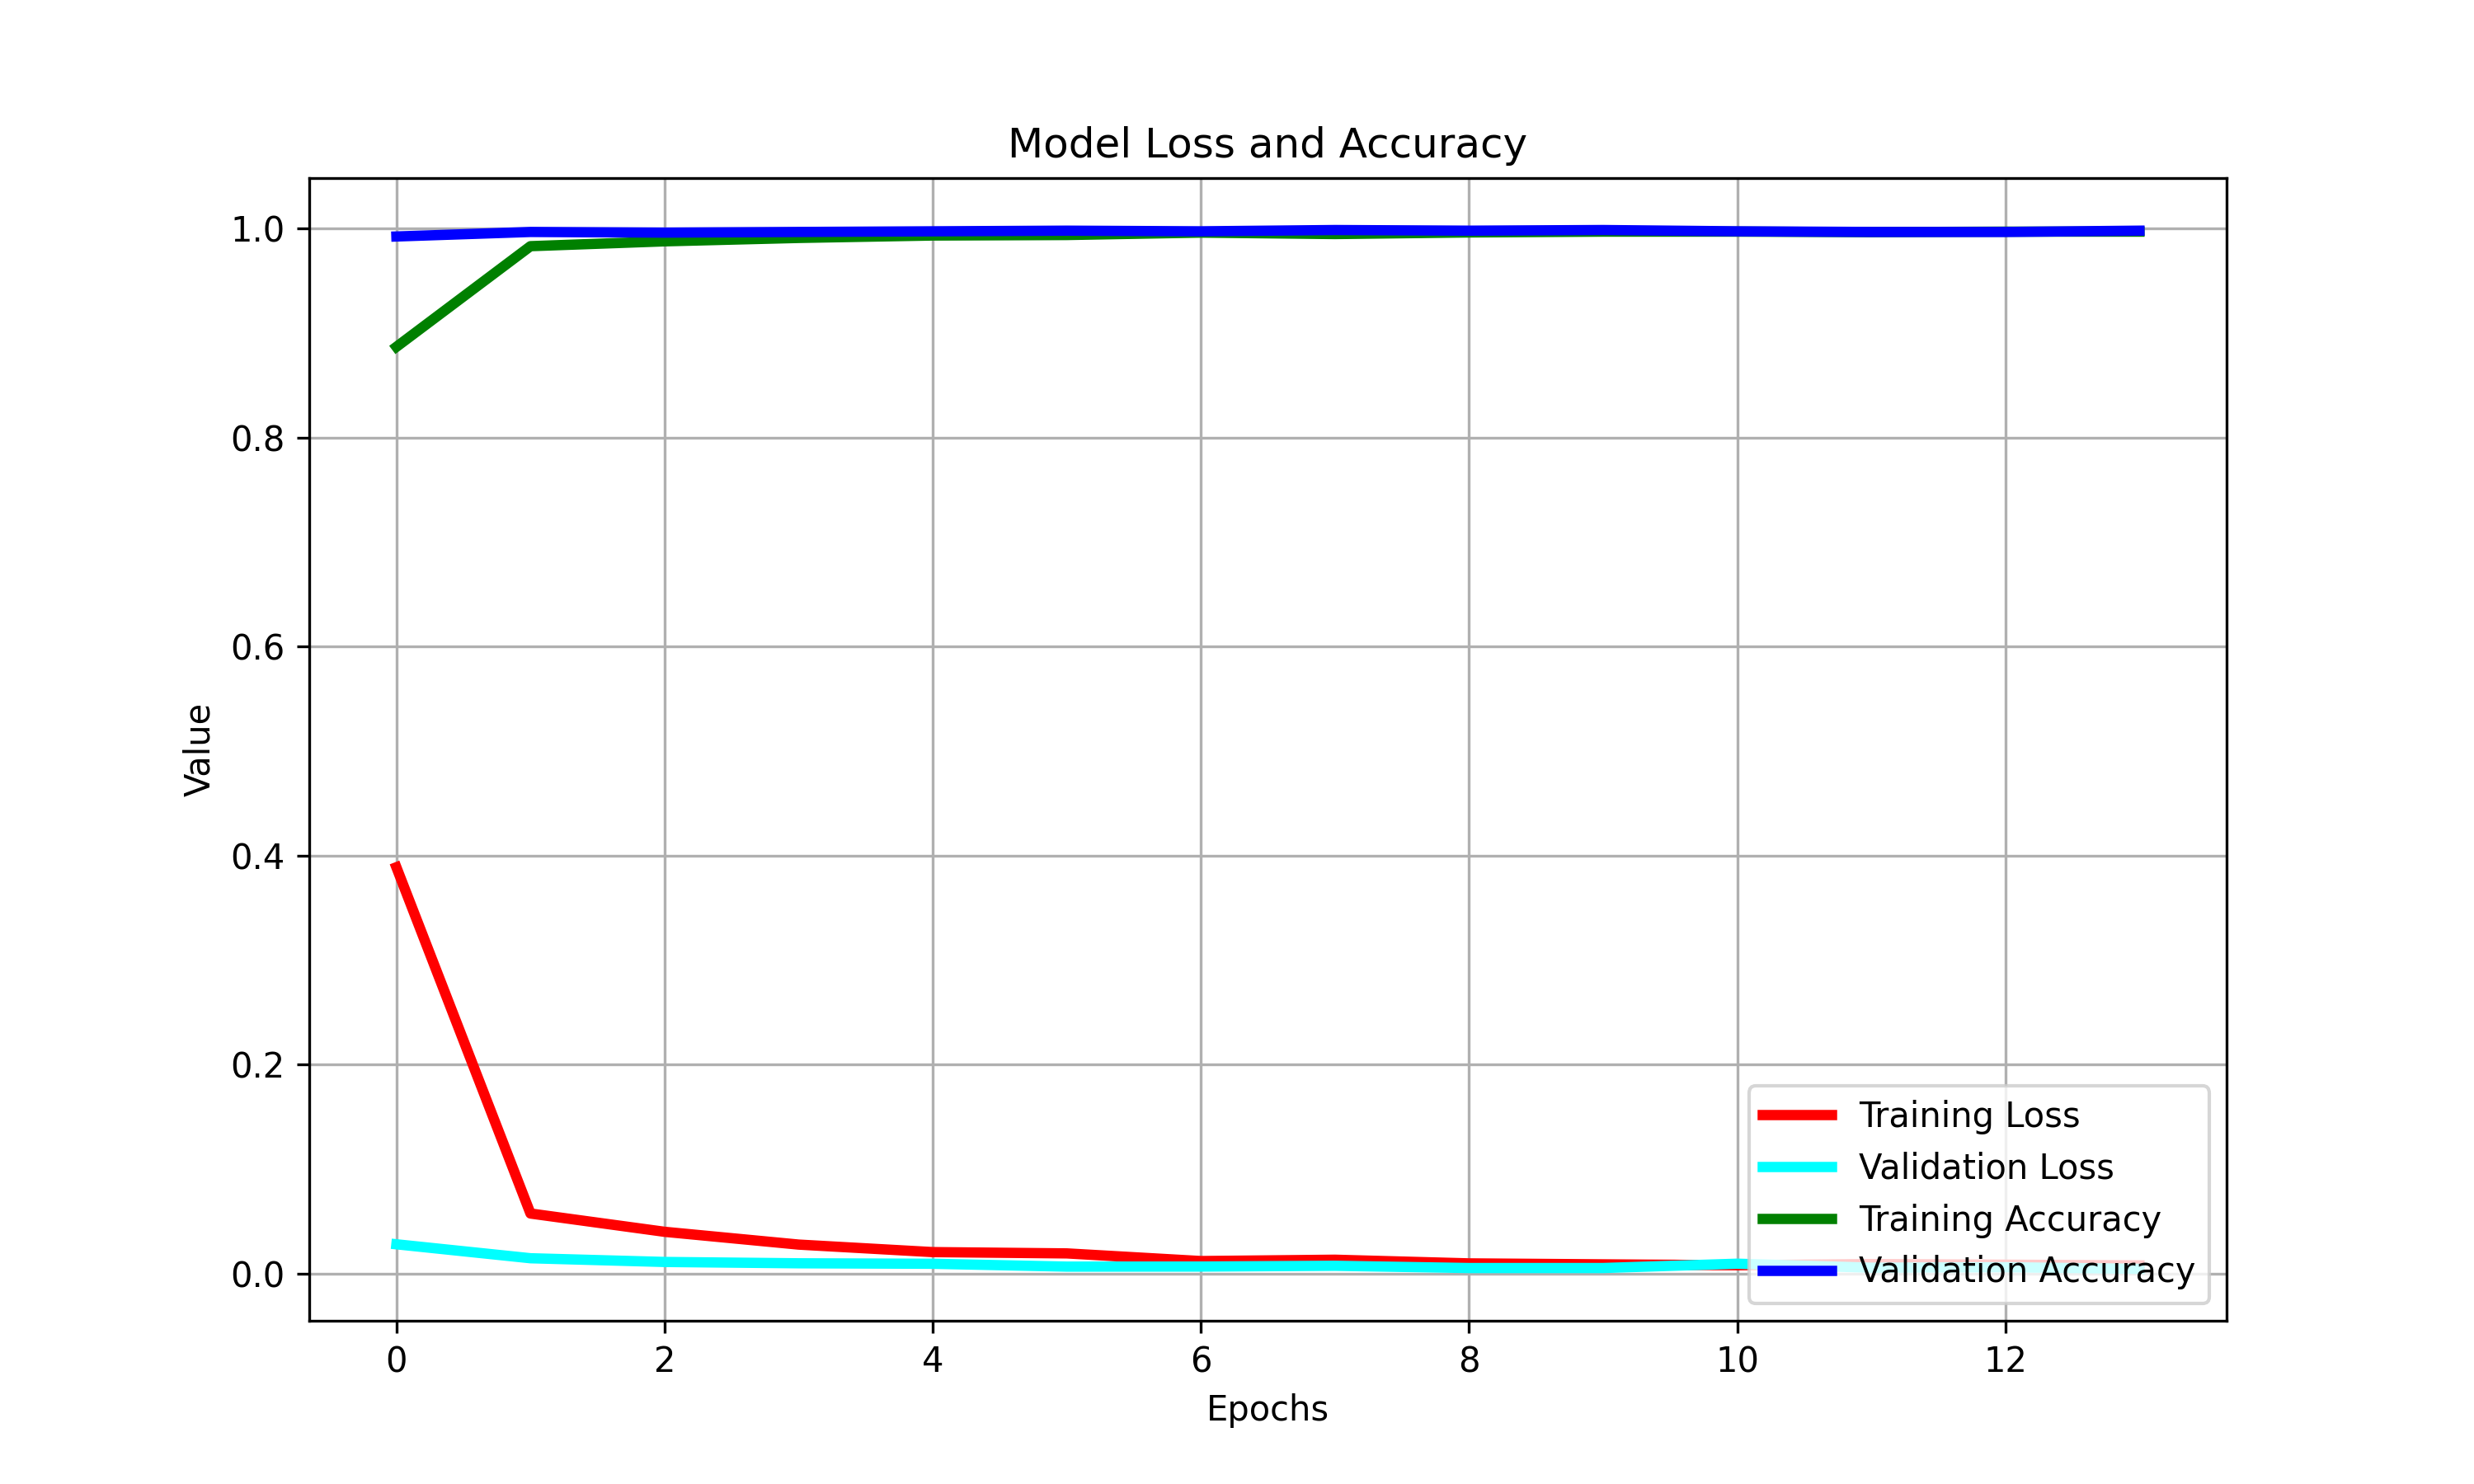 Model Loss and Accuracy
1.0
0.8
0.6
0.4
0.2
0.0
Value
Training Loss
Validation Loss
Training Accuracy
Validation Accuracy
0 2 4 6 8 10 12
Epochs